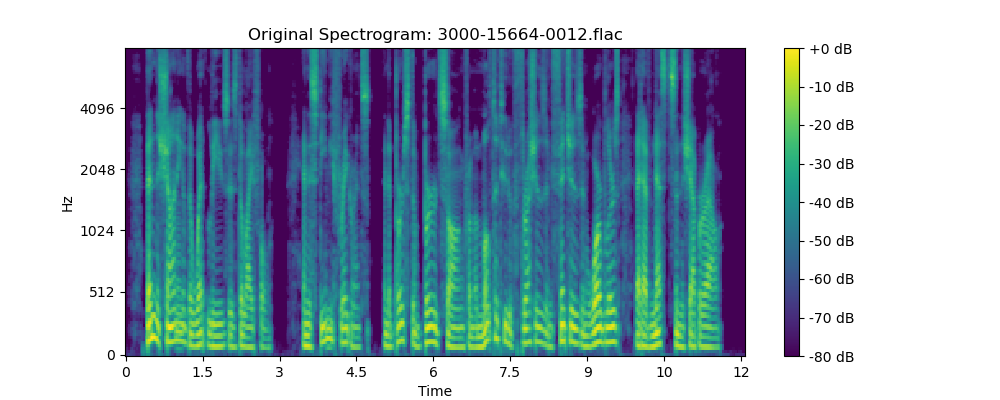 Original Spectrogram: 3000-15664-0012.flac
Hz
4096
2048
1024
512
0
0 1.5 3 4.5 6 7.5 9 10 12
Time
+0 dB
-10 dB
-20 dB
-30 dB
-40 dB
-50 dB
-60 dB
-70 dB
-80 dB